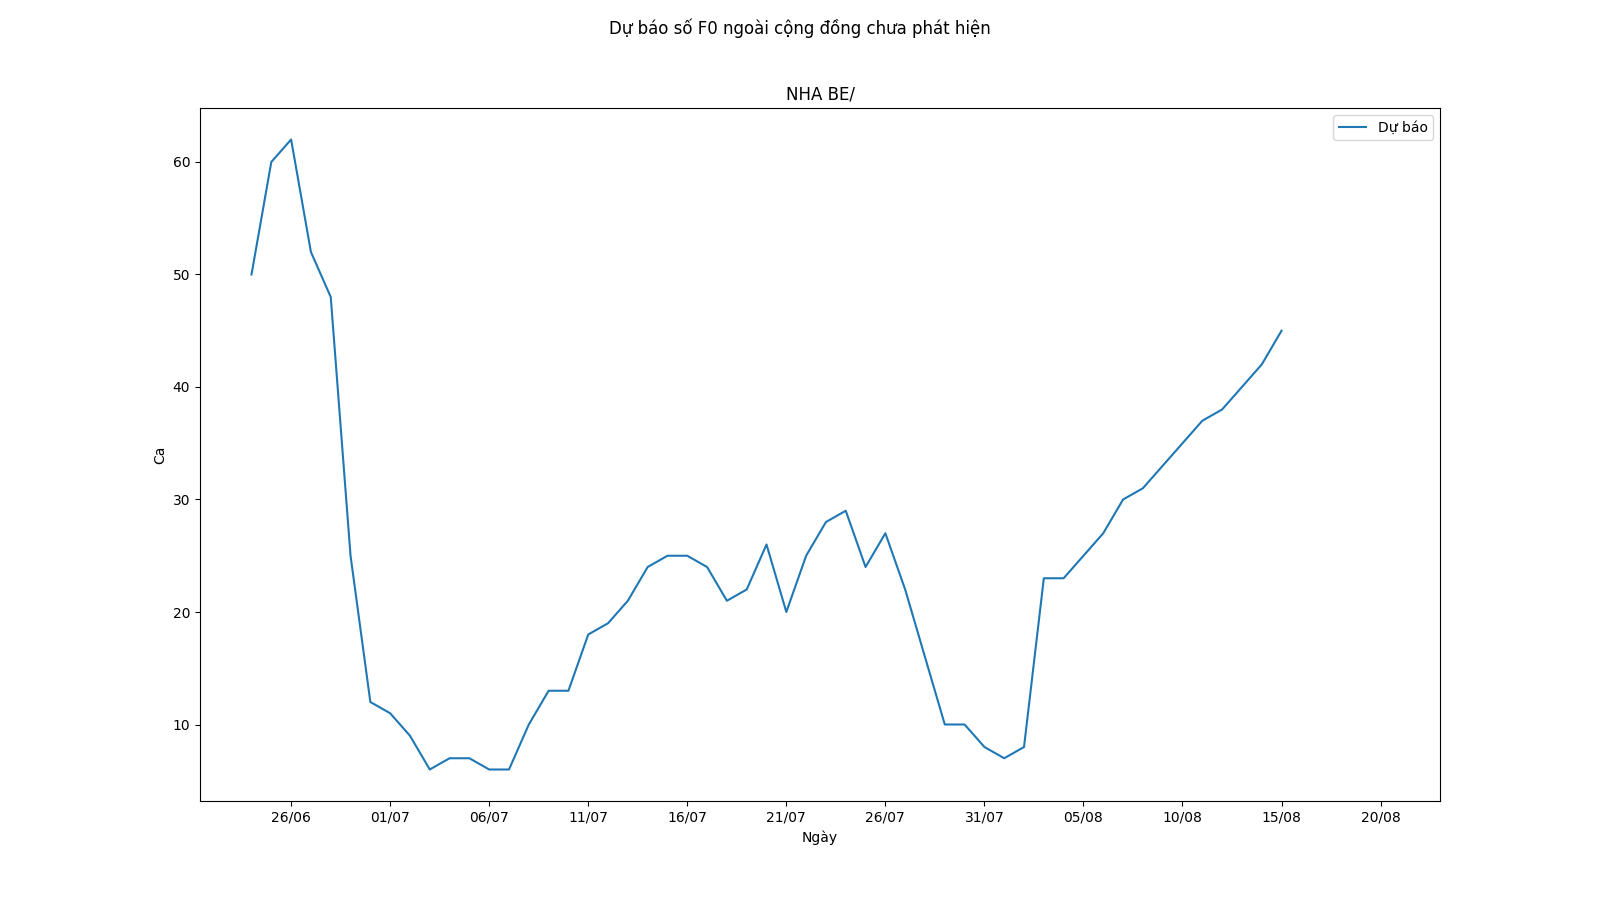 Dự báo số F0 ngoài cộng đồng chưa phát hiện
NHA BE/
Dự báo
60
50
40
30
20
10
Ca
26/06 01/07 06/07 11/07 16/07 21/07 26/07 31/07 05/08 10/08 15/08 20/08
Ngày